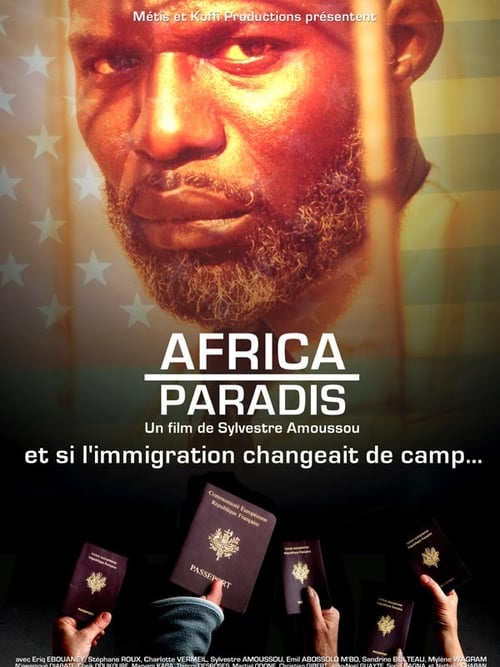 Métis et Koffi Productions présentent
AFRICA
PARADIS
Un film de Sylvestre Amoussou
et si l'immigration changeait de camp...
Communauté Européenne
République Française
PASSEPORT
avec Eriq EBOUANEY, Stéphane ROUX, Charlotte VERMEIL, Sylvestre AMOUSSOU, Emil ABOSSOLO M'BO, Sandrine BULTEAU, Mylène WAGRAM